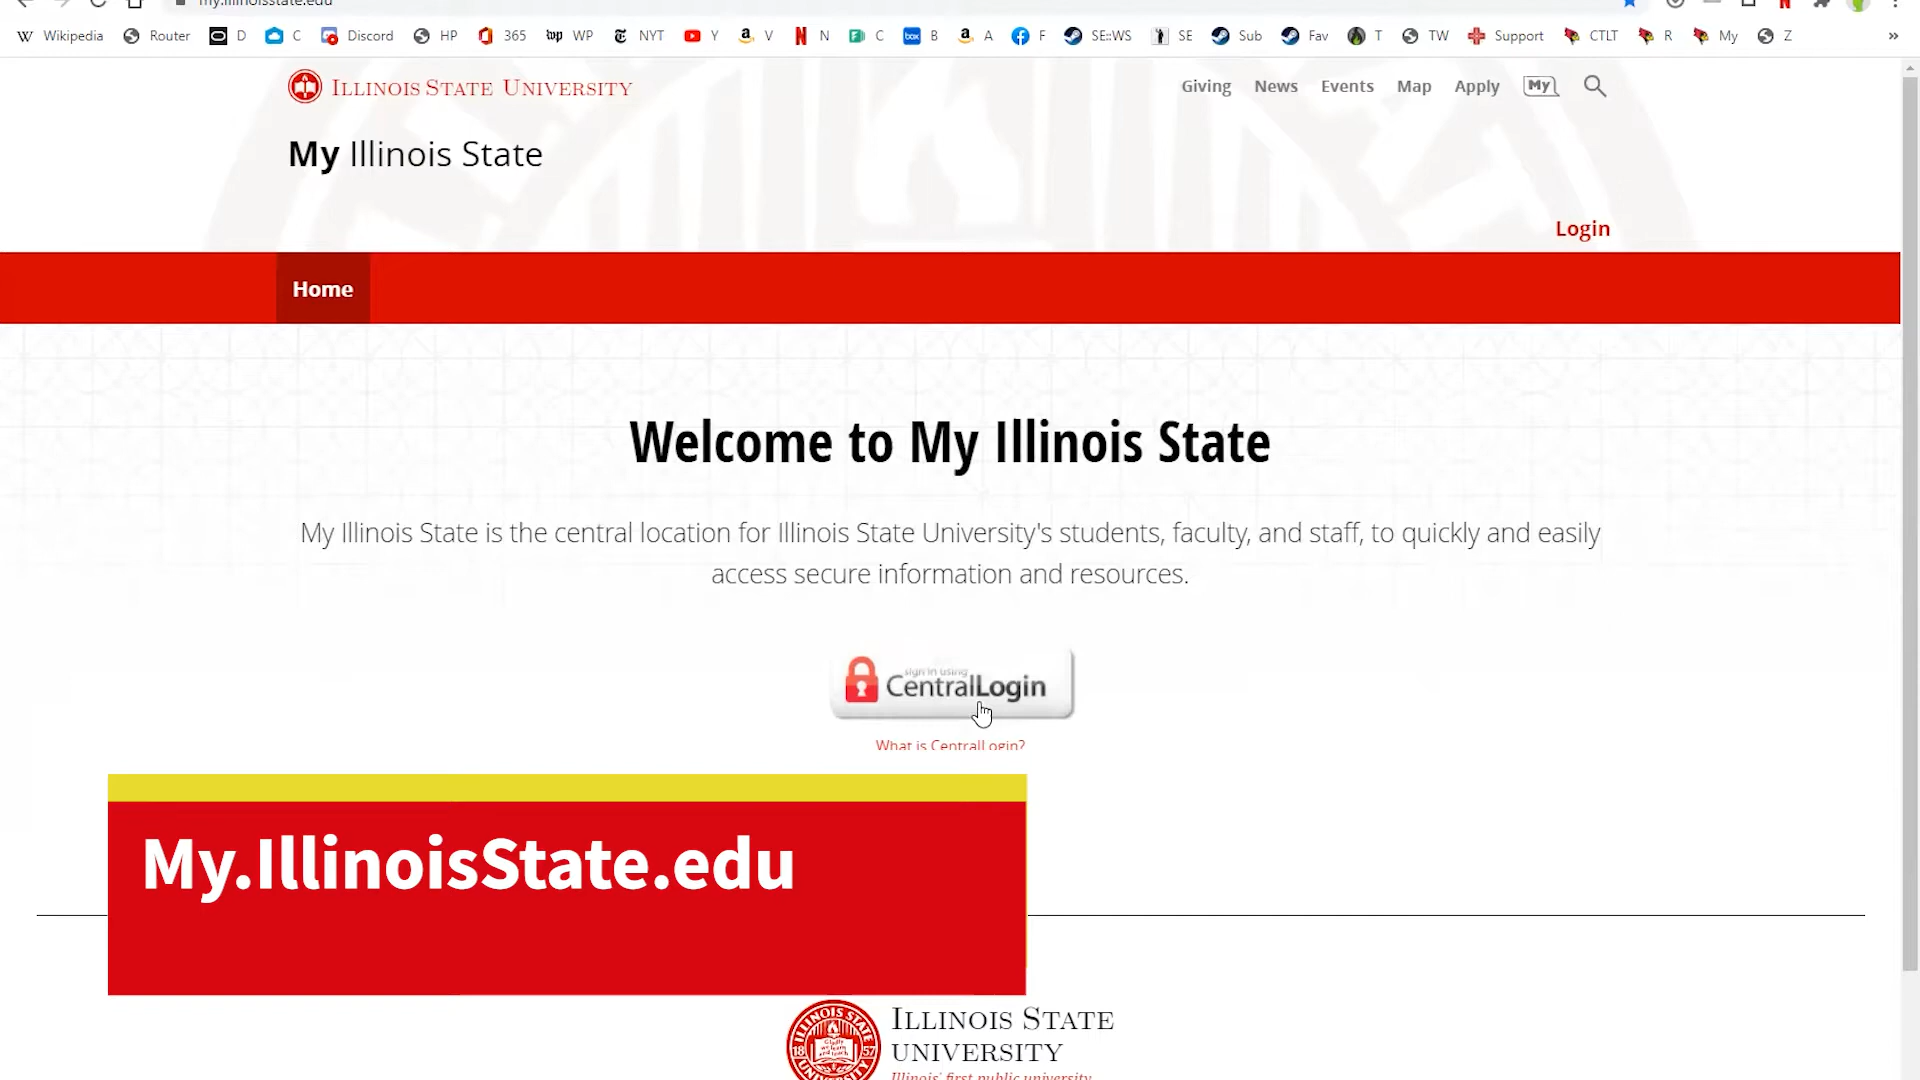 my.illinoisstate.edu
Wikipedia Router D C Discord HP 365 WP NYT Y V N C B A F SE::WS SE Sub Fav T TW Support CTLT R My Z »
ILLINOIS STATE UNIVERSITY
Giving News Events Map Apply My
My Illinois State
Login
Home
Welcome to My Illinois State
My Illinois State is the central location for Illinois State University's students, faculty, and staff, to quickly and easily
access secure information and resources.
sign in using
CentralLogin
What is CentralLogin?
My.IllinoisState.edu
ILLINOIS STATE
UNIVERSITY
Illinois' first public university